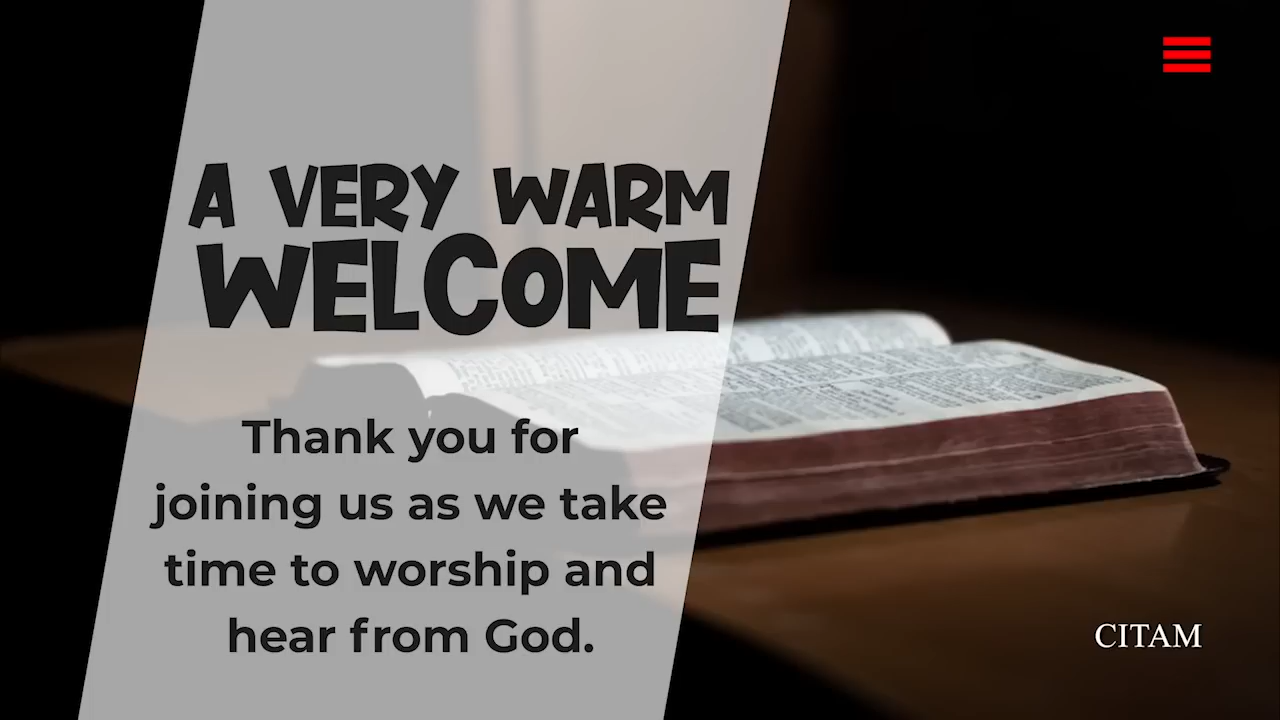 A VERY WARM
WELCOME
Thank you for
joining us as we take
time to worship and
hear from God.
CITAM